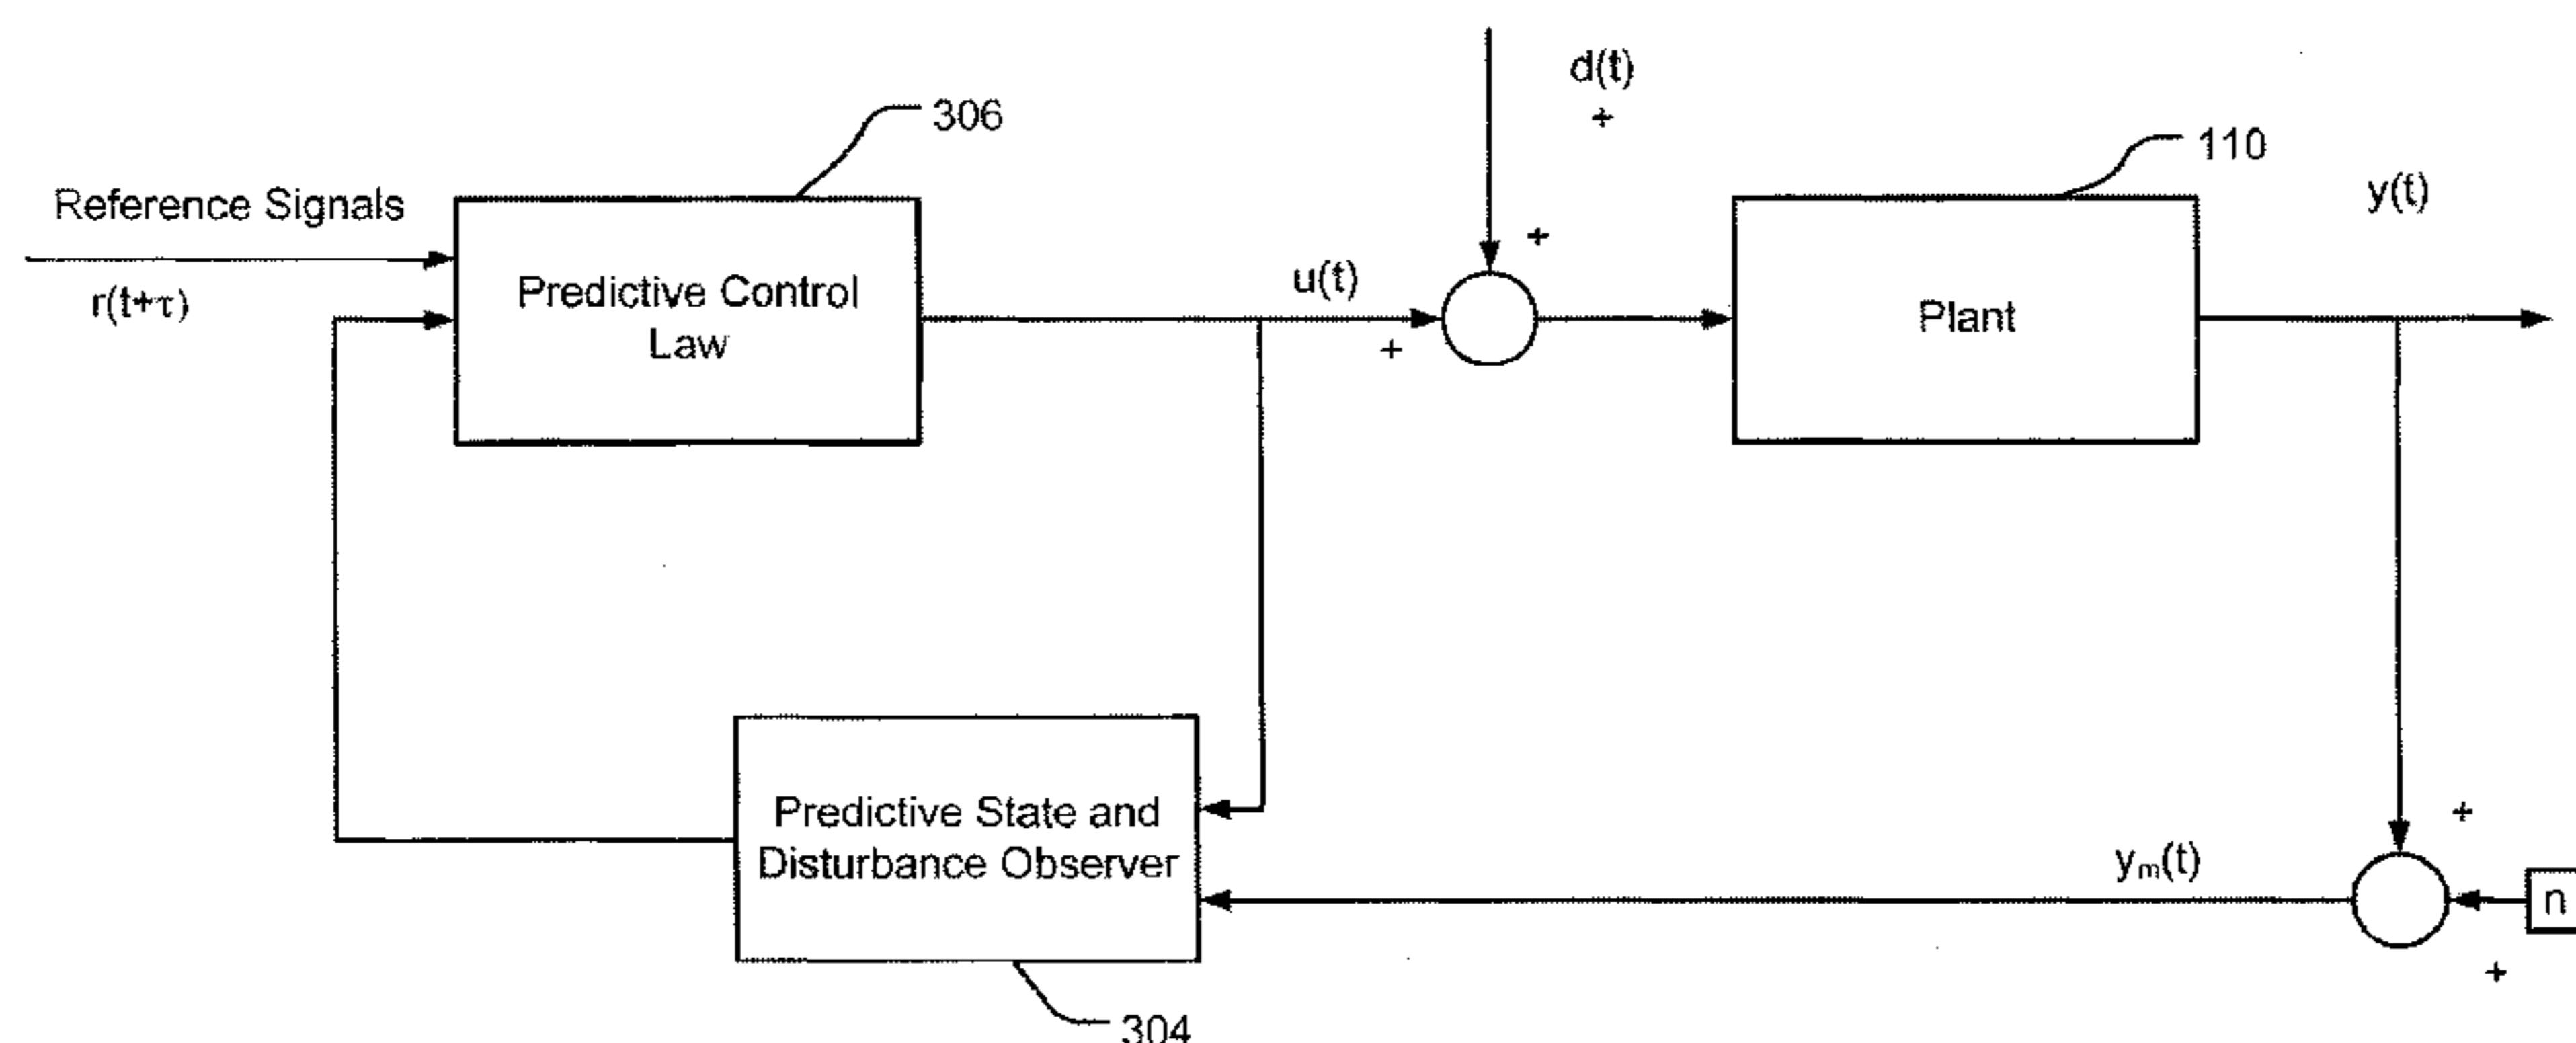 d(t)
+
306
110
Reference Signals
y(t)
r(t+τ)
Predictive Control
Law
u(t)
+
+
Plant
Predictive State and
Disturbance Observer
yₘ(t)
+
n
+
304